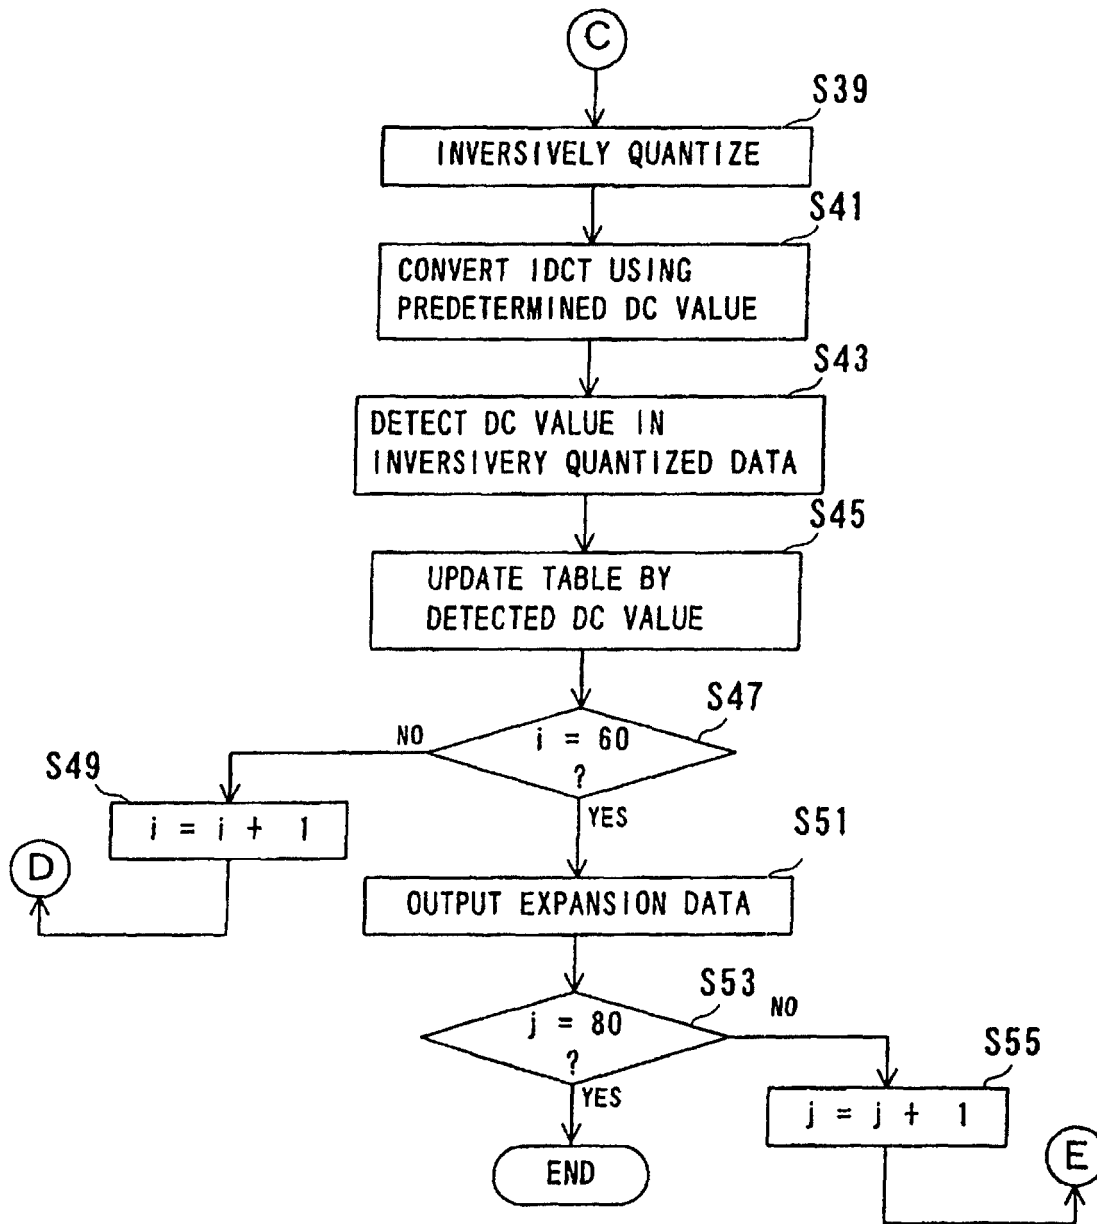 C
S39
INVERSIVELY QUANTIZE
S41
CONVERT IDCT USING
PREDETERMINED DC VALUE
S43
DETECT DC VALUE IN
INVERSIVERY QUANTIZED DATA
S45
UPDATE TABLE BY
DETECTED DC VALUE
S47
NO
i = 60
?
YES
S49
i = i + 1
D
S51
OUTPUT EXPANSION DATA
S53
NO
j = 80
?
YES
S55
j = j + 1
E
END